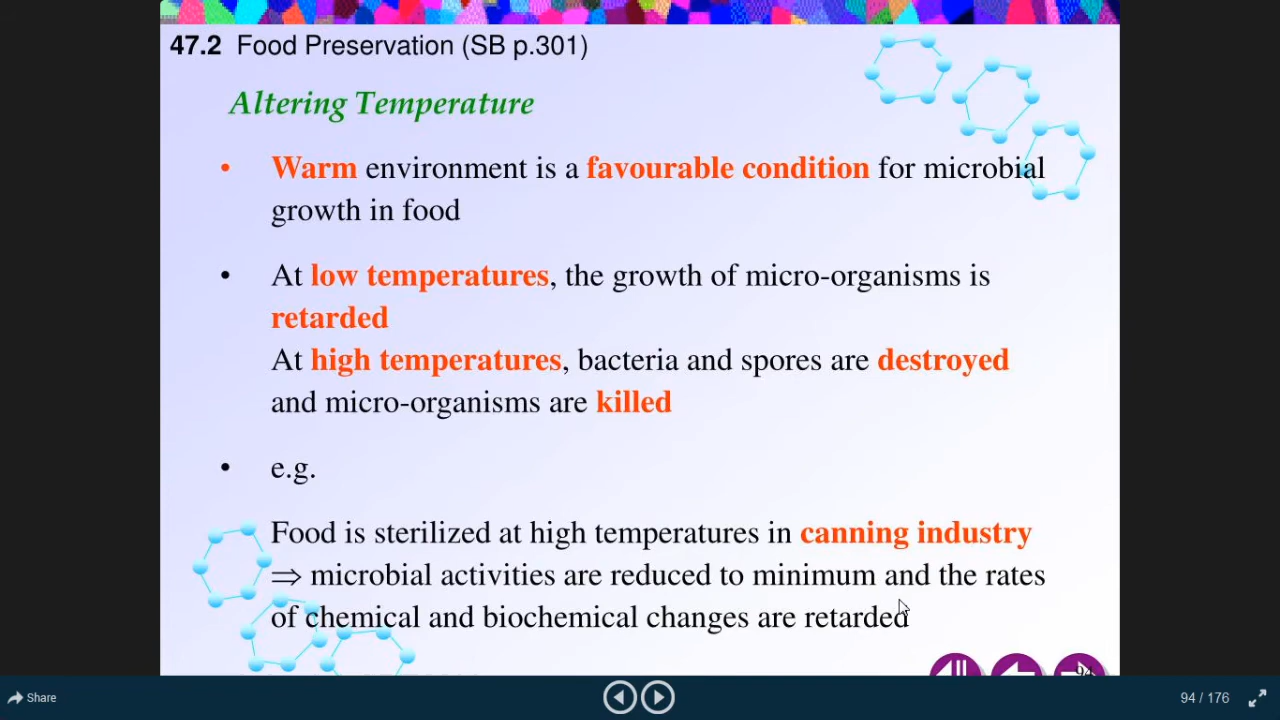 47.2 Food Preservation (SB p.301)
Altering Temperature
• Warm environment is a favourable condition for microbial
growth in food
• At low temperatures, the growth of micro-organisms is
retarded
At high temperatures, bacteria and spores are destroyed
and micro-organisms are killed
• e.g.
Food is sterilized at high temperatures in canning industry
⇒ microbial activities are reduced to minimum and the rates
of chemical and biochemical changes are retarded
94
Share
94 / 176